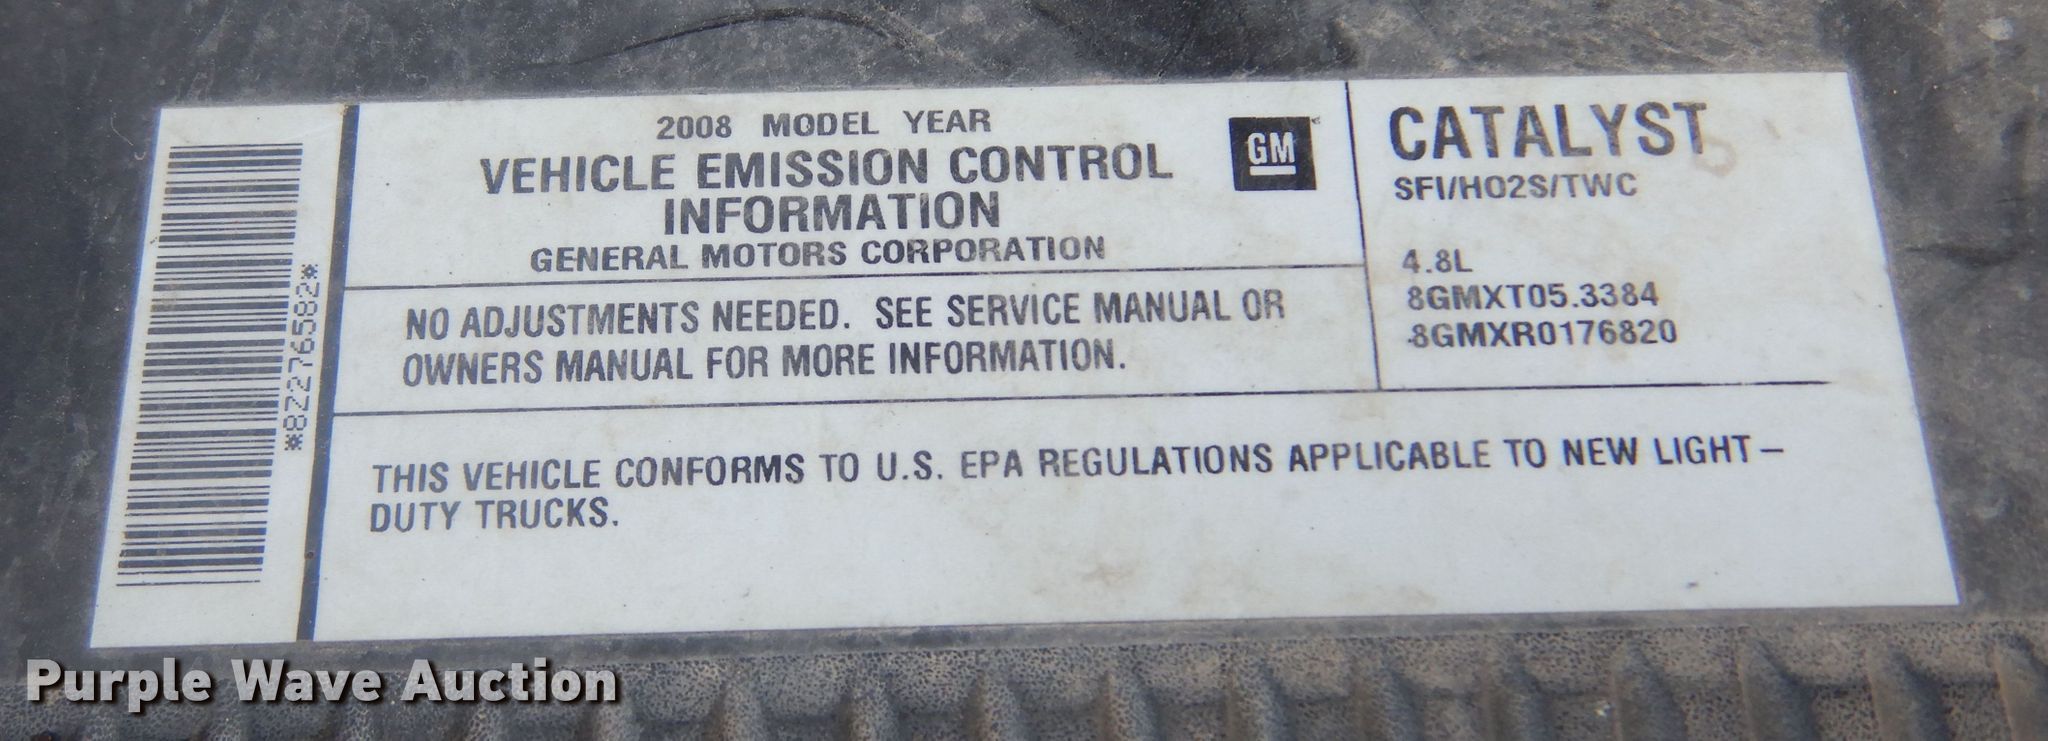 *82276582*
2008 MODEL YEAR
VEHICLE EMISSION CONTROL
INFORMATION
GENERAL MOTORS CORPORATION
GM
NO ADJUSTMENTS NEEDED. SEE SERVICE MANUAL OR
OWNERS MANUAL FOR MORE INFORMATION.
CATALYST
SFI/HO2S/TWC
4.8L
8GMXT05.3384
8GMXR0176820
THIS VEHICLE CONFORMS TO U.S. EPA REGULATIONS APPLICABLE TO NEW LIGHT-
DUTY TRUCKS.
Purple Wave Auction